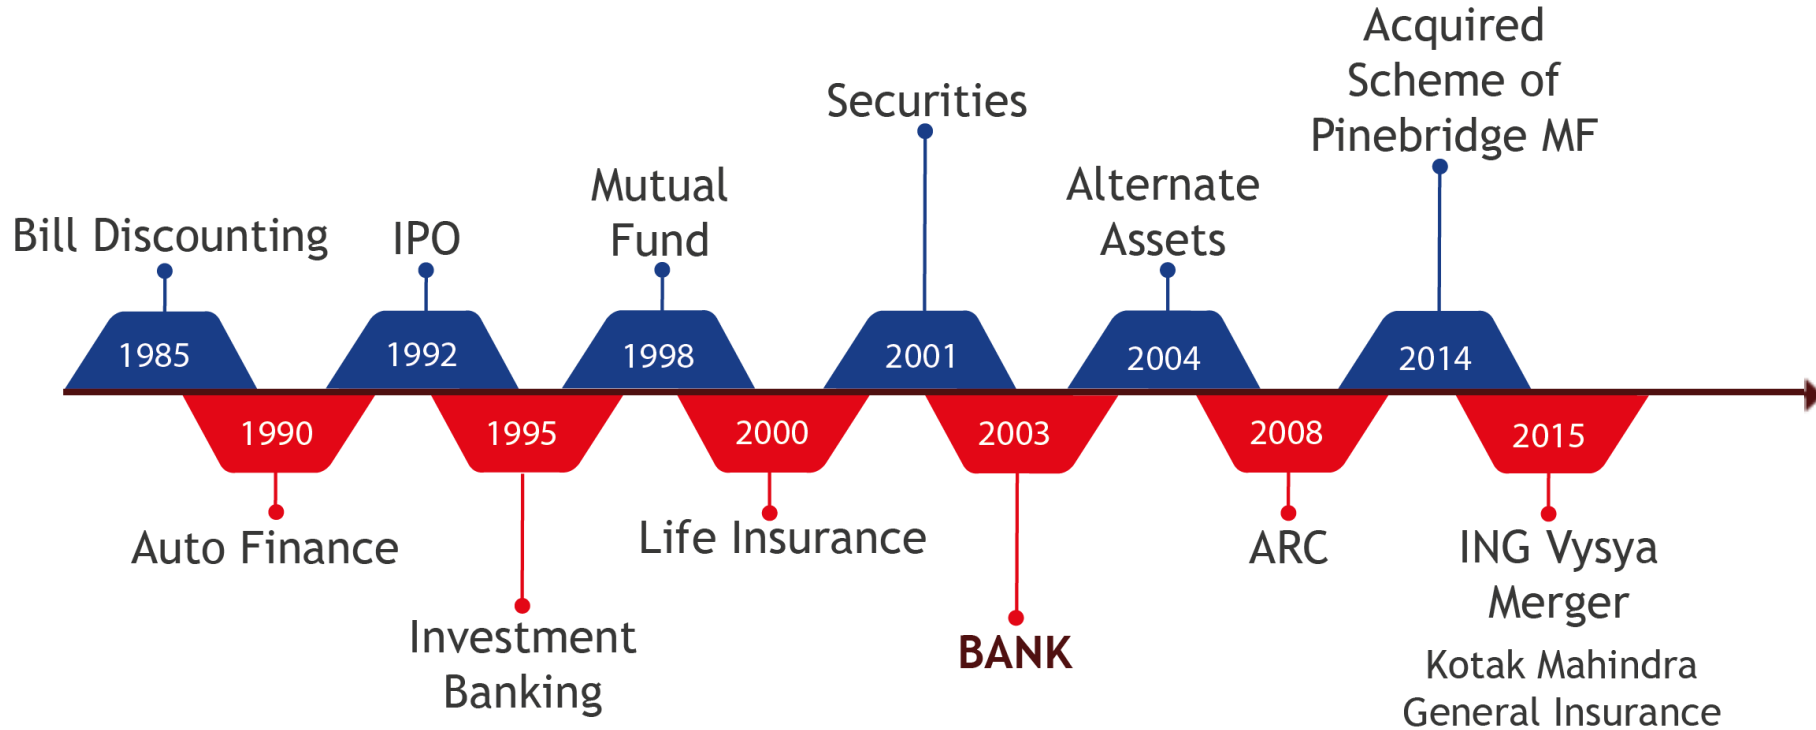 Acquired
Scheme of
Pinebridge MF
Securities
Mutual
Fund
Alternate
Assets
Bill Discounting
IPO
1985
1992
1998
2001
2004
2014
1990
1995
2000
2003
2008
2015
Auto Finance
Life Insurance
ARC
ING Vysya
Merger
Investment
Banking
BANK
Kotak Mahindra
General Insurance